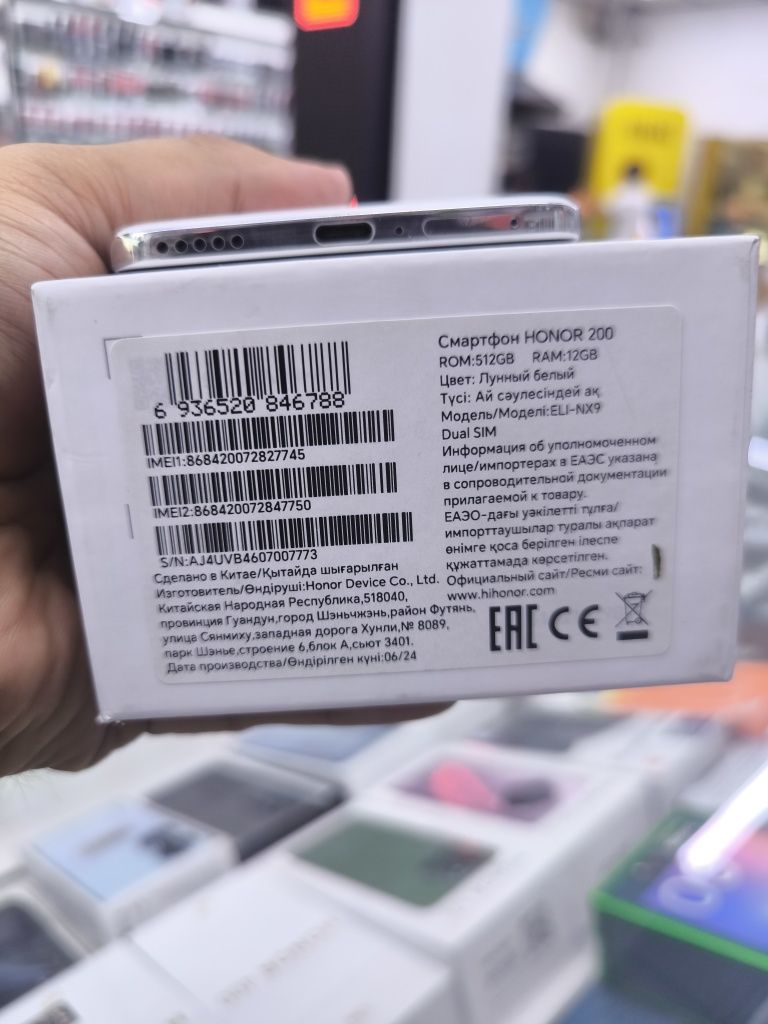 6 936520 846788
IMEI1:868420072827745
IMEI2:868420072847750
S/N:AJ4UVB4607007773
Сделано в Китае/Қытайда шығарылған
Изготовитель/Өндіруші:Honor Device Co., Ltd.
Китайская Народная Республика,518040,
провинция Гуандун,город Шэньчжэнь,район Футянь,
улица Сянмиху,западная дорога Хунли,№ 8089,
парк Шэнье,строение 6,блок А,сьют 3401.
Дата производства/Өндірілген күні:06/24
Смартфон HONOR 200
ROM:512GB RAM:12GB
Цвет: Лунный белый
Түсі: Ай сәулесіндей ақ
Модель/Моделі:ELI-NX9
Dual SIM
Информация об уполномоченном
лице/импортерах в ЕАЭС указана
в сопроводительной документации
прилагаемой к товару.
ЕАЭО-дағы уәкілетті тұлға/
импорттаушылар туралы ақпарат
өнімге қоса берілген ілеспе
құжаттамада көрсетілген.
Официальный сайт/Ресми сайт:
www.hihonor.com
EAC CE